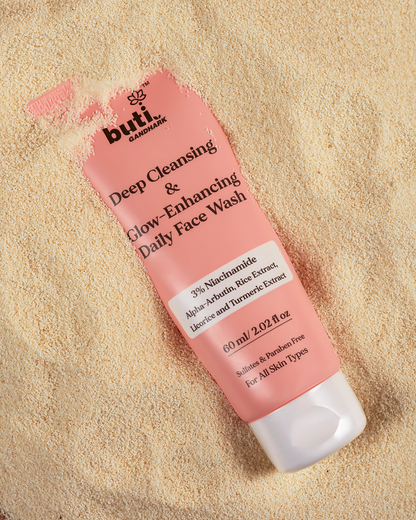 buti
TM
GANDHARK
Deep Cleansing
&
Glow-Enhancing
Daily Face Wash
3% Niacinamide
Alpha-Arbutin, Rice Extract,
Licorice and Turmeric Extract
60 ml/ 2.02 fl oz
Sulfates & Paraben Free
For All Skin Types